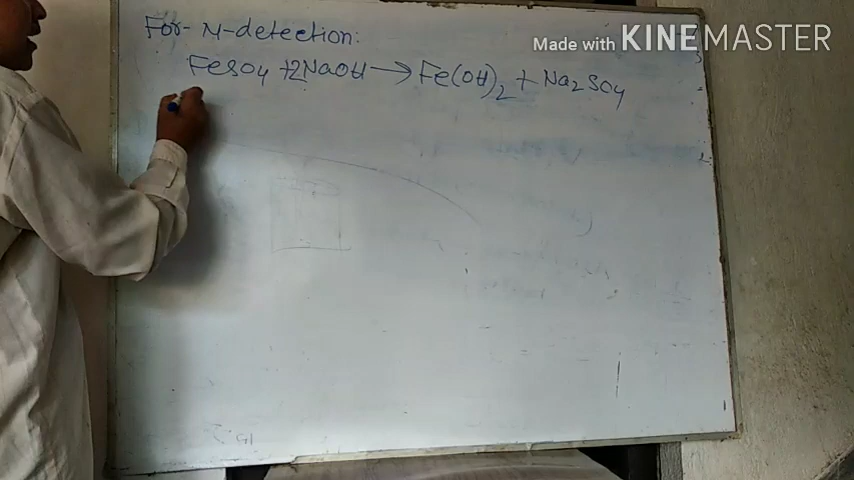 For- N-detection:
Made with KINEMASTER
FeSO4 +2NaOH → Fe(OH)2 + Na2SO4